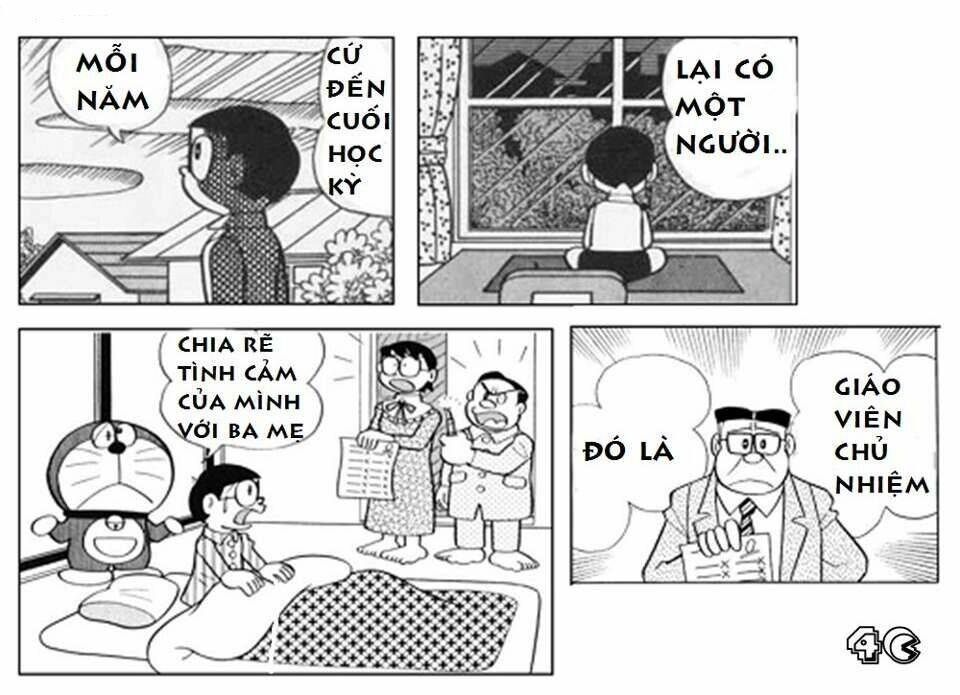 MỖI
NĂM
CỨ
ĐẾN
CUỐI
HỌC
KỲ
LẠI CÓ
MỘT
NGƯỜI..
CHIA RẼ
TÌNH CẢM
CỦA MÌNH
VỚI BA MẸ
ĐÓ LÀ
GIÁO
VIÊN
CHỦ
NHIỆM
4C